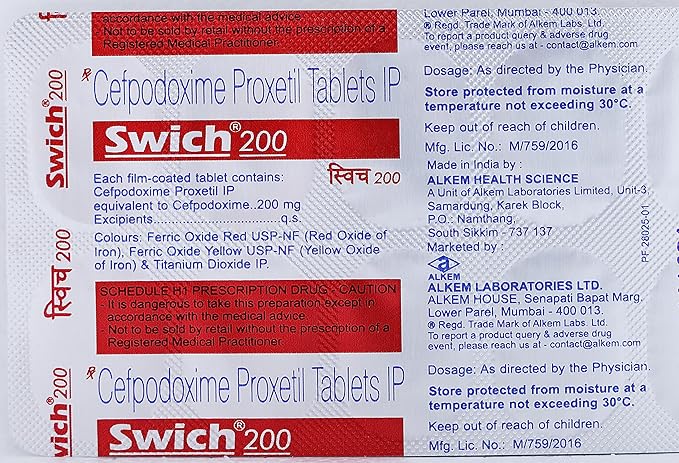 accordance with the medical advice.
- Not to be sold by retail without the prescription of a
Registered Medical Practitioner.
Rx Cefpodoxime Proxetil Tablets IP
Swich® 200
Each film-coated tablet contains:
Cefpodoxime Proxetil IP
equivalent to Cefpodoxime..200 mg
Excipients..........................q.s.
स्विच 200
Colours: Ferric Oxide Red USP-NF (Red Oxide of
Iron), Ferric Oxide Yellow USP-NF (Yellow Oxide
of Iron) & Titanium Dioxide IP.
SCHEDULE H1 PRESCRIPTION DRUG - CAUTION
- It is dangerous to take this preparation except in
accordance with the medical advice.
- Not to be sold by retail without the prescription of a
Registered Medical Practitioner.
Rx Cefpodoxime Proxetil Tablets IP
Swich® 200
Swich® 200
स्विच 200
wich® 200
Lower Parel, Mumbai - 400 013.
® Regd. Trade Mark of Alkem Labs. Ltd.
To report a product query & adverse drug
event, please reach us at - contact@alkem.com
Dosage: As directed by the Physician.
Store protected from moisture at a
temperature not exceeding 30°C.
Keep out of reach of children.
Mfg. Lic. No.: M/759/2016
Made in India by :
ALKEM HEALTH SCIENCE
A Unit of Alkem Laboratories Limited, Unit-3,
Samardung, Karek Block,
P.O.: Namthang,
South Sikkim - 737 137
Marketed by :
ALKEM
ALKEM LABORATORIES LTD.
ALKEM HOUSE, Senapati Bapat Marg,
Lower Parel, Mumbai - 400 013.
® Regd. Trade Mark of Alkem Labs. Ltd.
To report a product query & adverse drug
event, please reach us at - contact@alkem.com
Dosage: As directed by the Physician.
Store protected from moisture at a
temperature not exceeding 30°C.
Keep out of reach of children.
Mfg. Lic. No.: M/759/2016
PF 28025-01